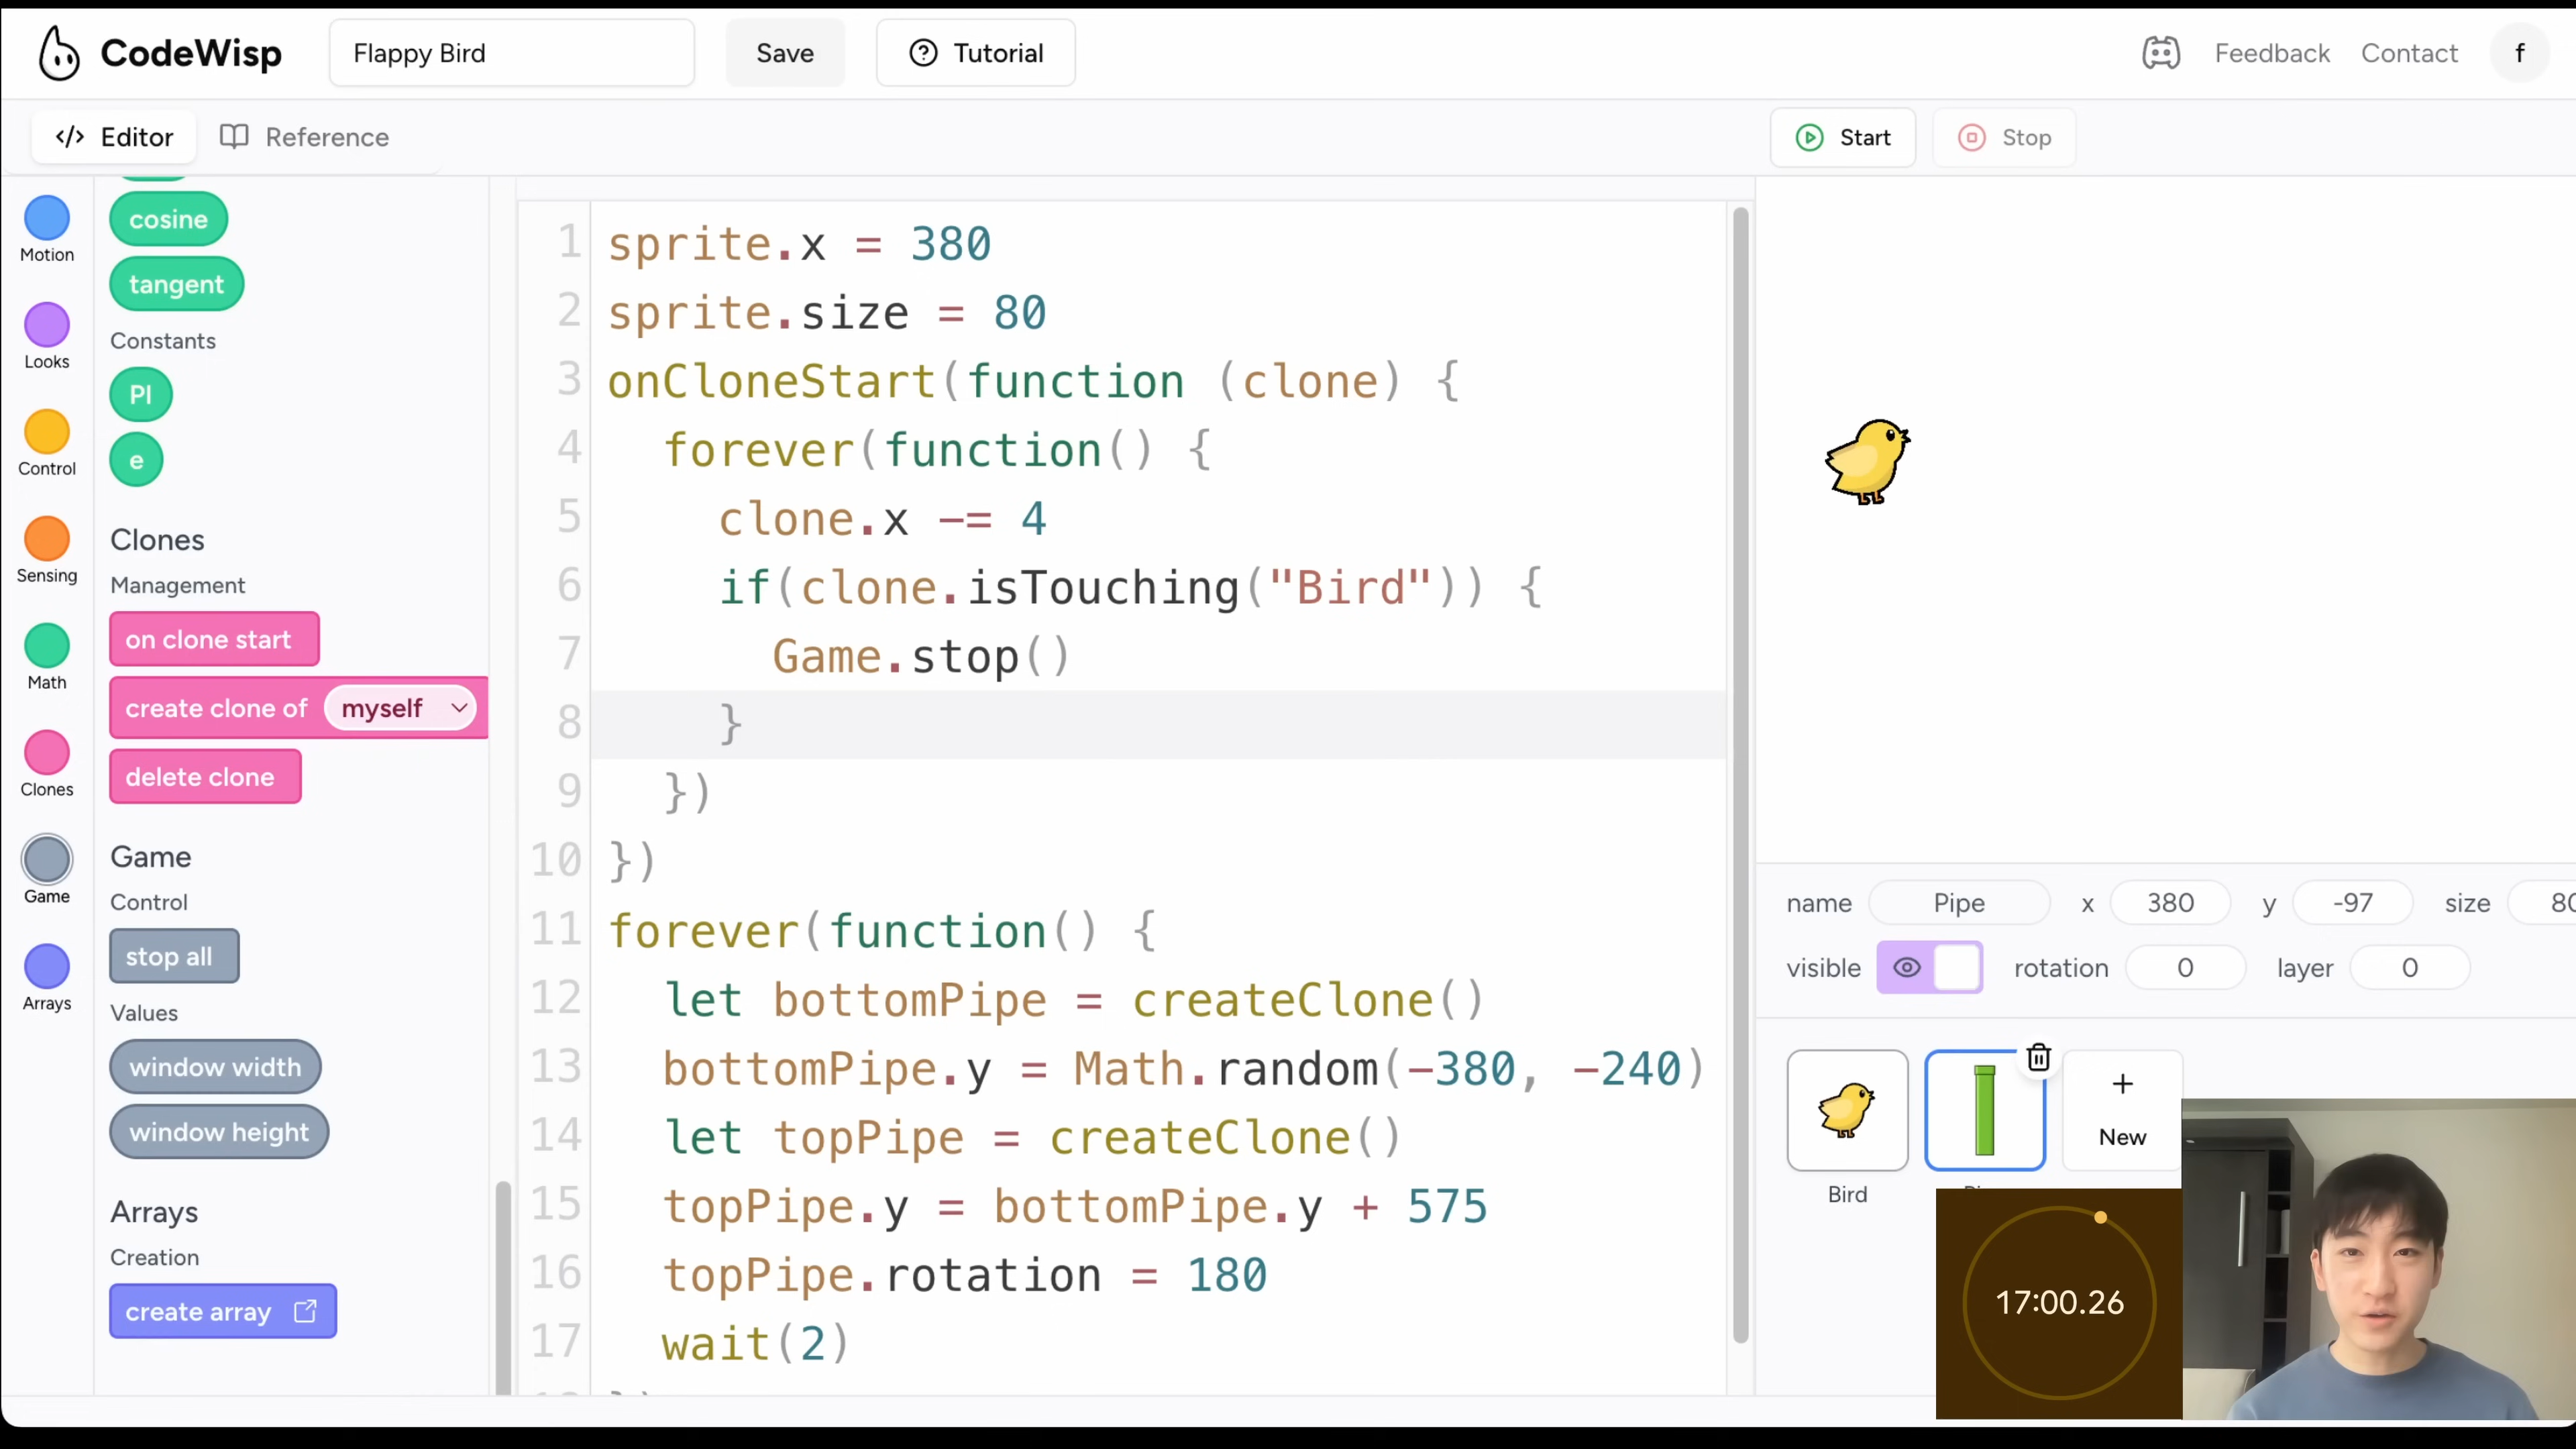 CodeWisp
Flappy Bird
Save
Tutorial
Feedback
Contact
f
Editor
Reference
Start
Stop
Motion
Looks
Control
Sensing
Math
Clones
Game
Arrays
cosine
tangent
Constants
PI
e
Clones
Management
on clone start
create clone of myself
delete clone
Game
Control
stop all
Values
window width
window height
Arrays
Creation
create array
1 sprite.x = 380
2 sprite.size = 80
3 onCloneStart(function (clone) {
4 forever(function() {
5 clone.x -= 4
6 if(clone.isTouching("Bird")) {
7 Game.stop()
8 }
9 })
10 })
11 forever(function() {
12 let bottomPipe = createClone()
13 bottomPipe.y = Math.random(-380, -240)
14 let topPipe = createClone()
15 topPipe.y = bottomPipe.y + 575
16 topPipe.rotation = 180
17 wait(2)
name Pipe x 380 y -97 size 80
visible rotation 0 layer 0
New
Bird
17:00.26